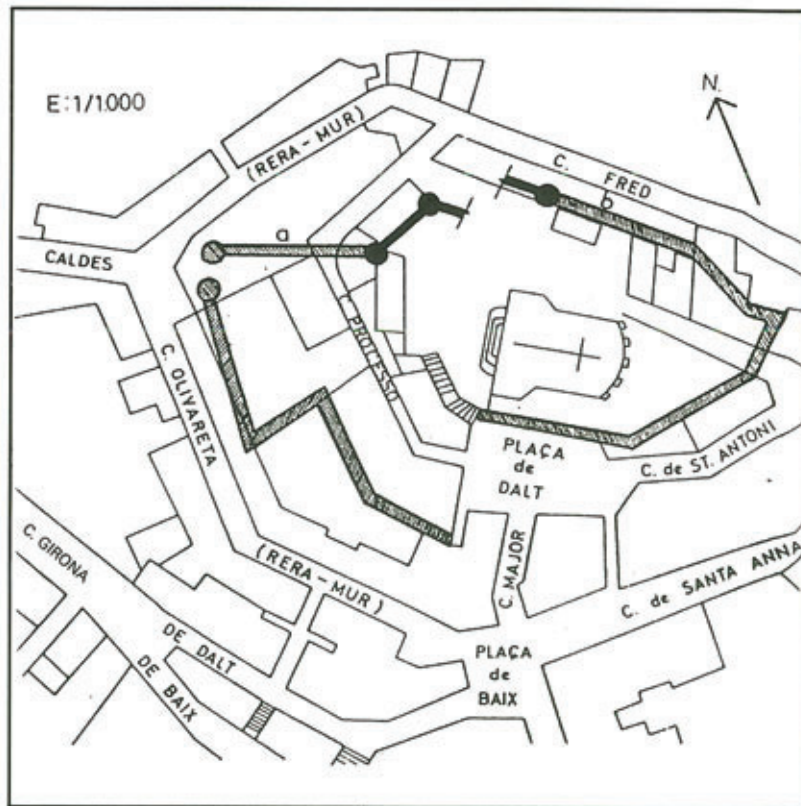 E:1/1.000
N.
(RERA-MUR)
C. FRED
a
b
CALDES
C. OLIVARETA
C. PROCESSO
PLAÇA
de
DALT
C. de ST. ANTONI
C. GIRONA
(RERA-MUR)
C. MAJOR
C. de SANTA ANNA
DE DALT
DE BAIX
PLAÇA
de
BAIX